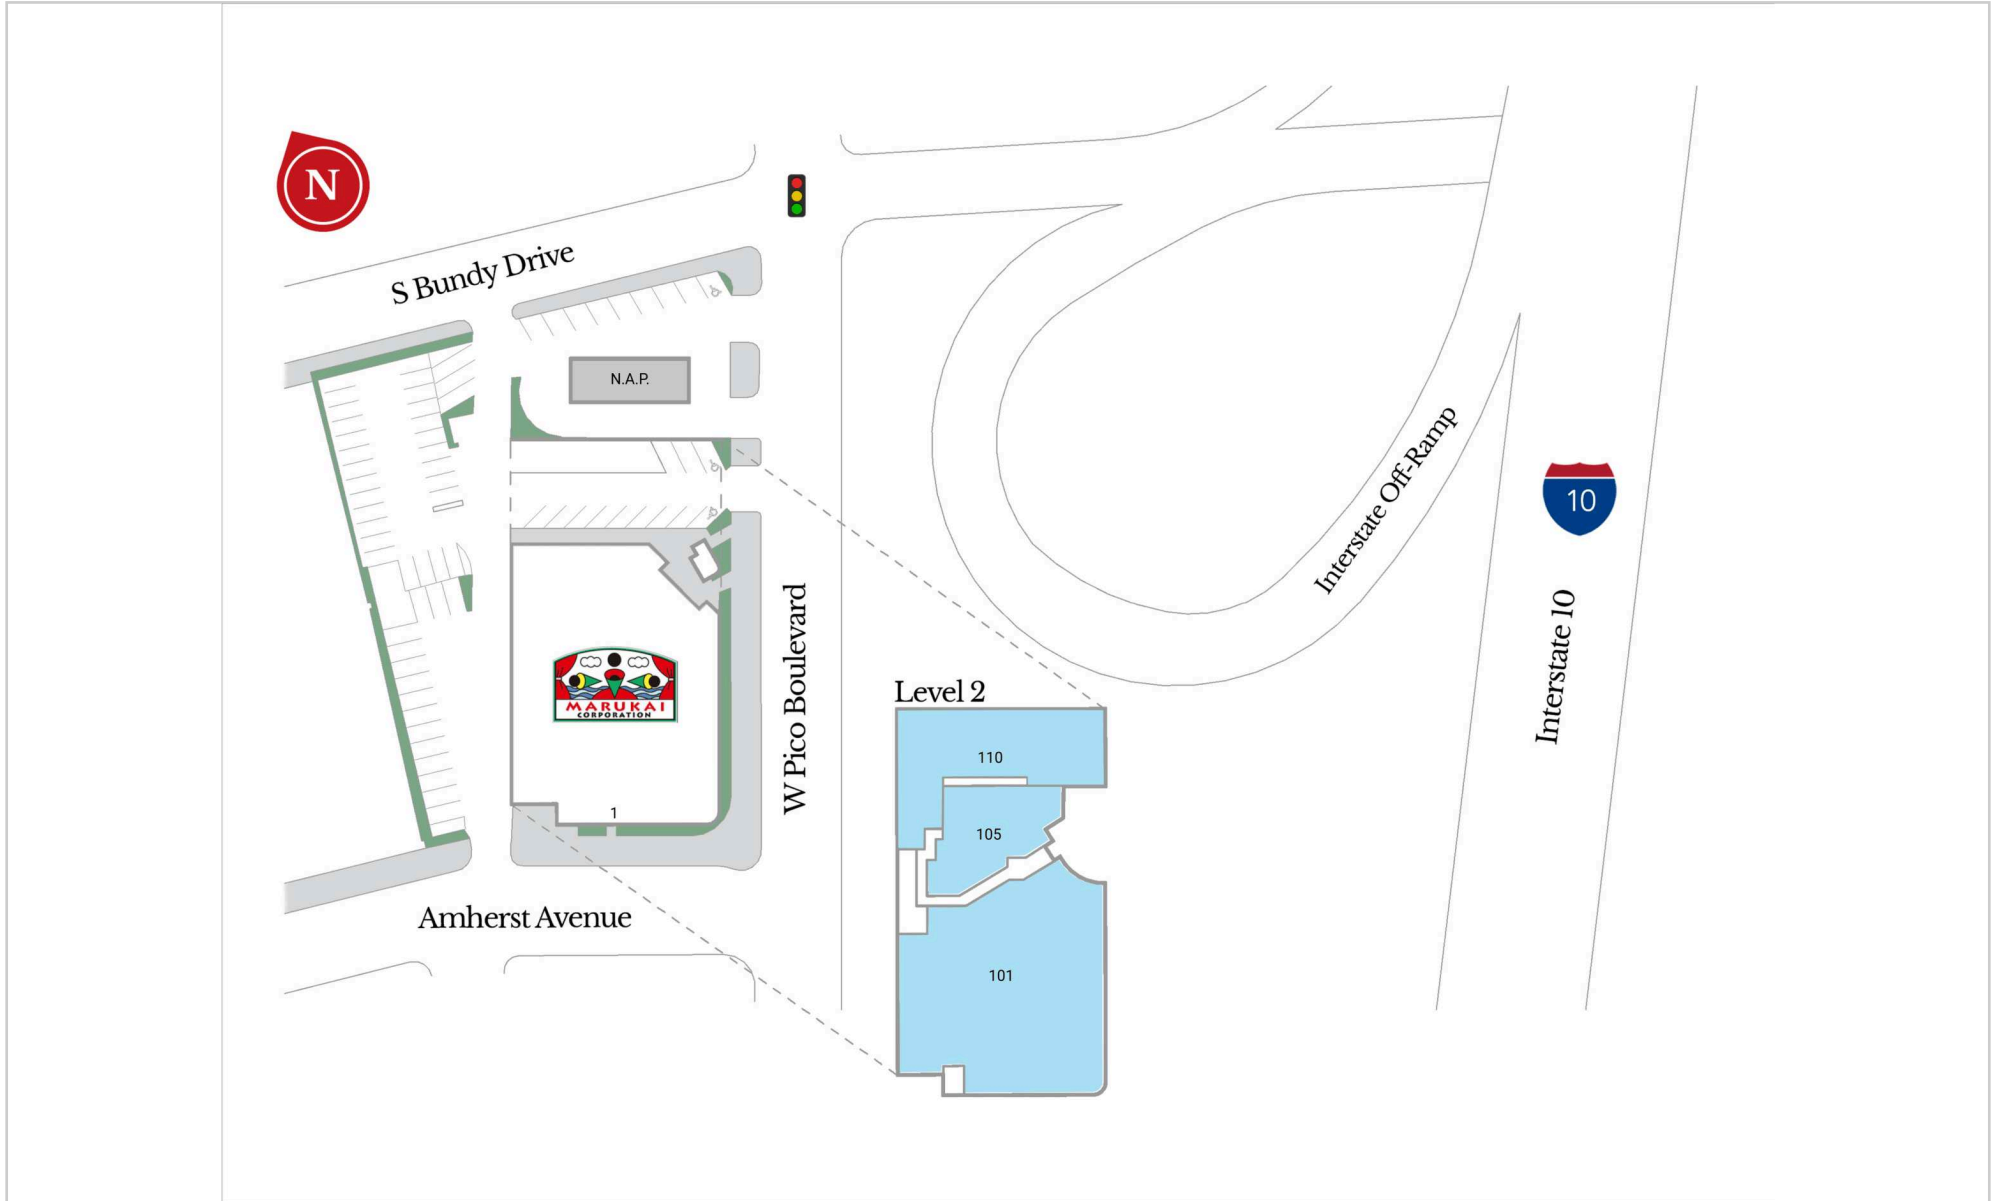 N
S Bundy Drive
N.A.P.
Interstate Off-Ramp
10
Interstate 10
W Pico Boulevard
MARUKAI
CORPORATION
1
Level 2
110
105
101
Amherst Avenue